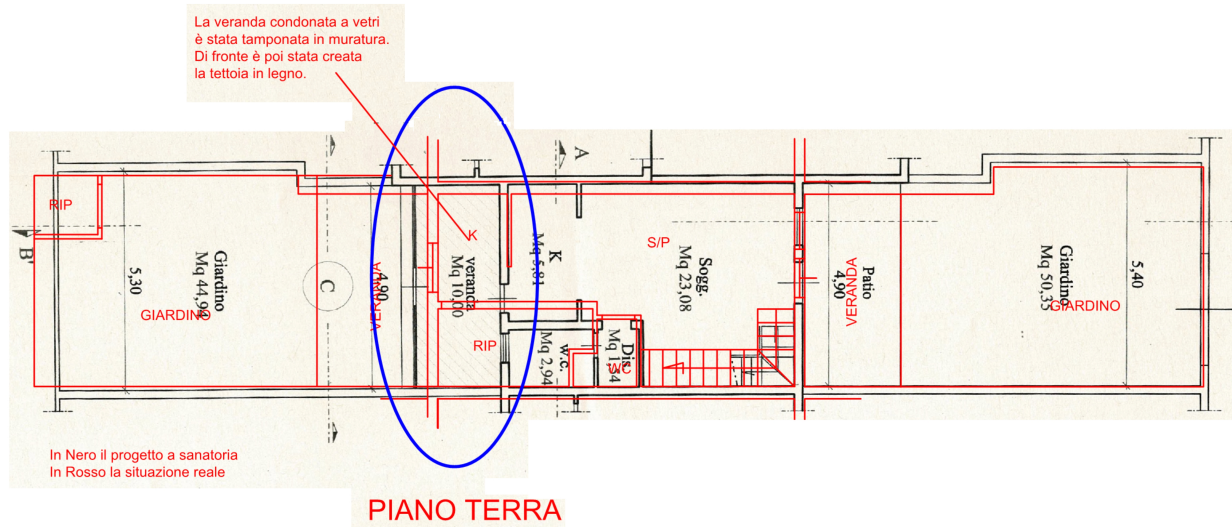 La veranda condonata a vetri
è stata tamponata in muratura.
Di fronte è poi stata creata
la tettoia in legno.
A
RIP
B'
Giardino
Mq 44,94
5,30
GIARDINO
C
4,90
VERANDA
K
veranda
Mq 10,00
RIP
K
Mq 5,81
w.c.
Mq 2,94
Dis.
Mq 1,54
WC
S/P
Sogg.
Mq 23,08
Patio
4,90
VERANDA
Giardino
Mq 50,35
GIARDINO
5,40
In Nero il progetto a sanatoria
In Rosso la situazione reale
PIANO TERRA